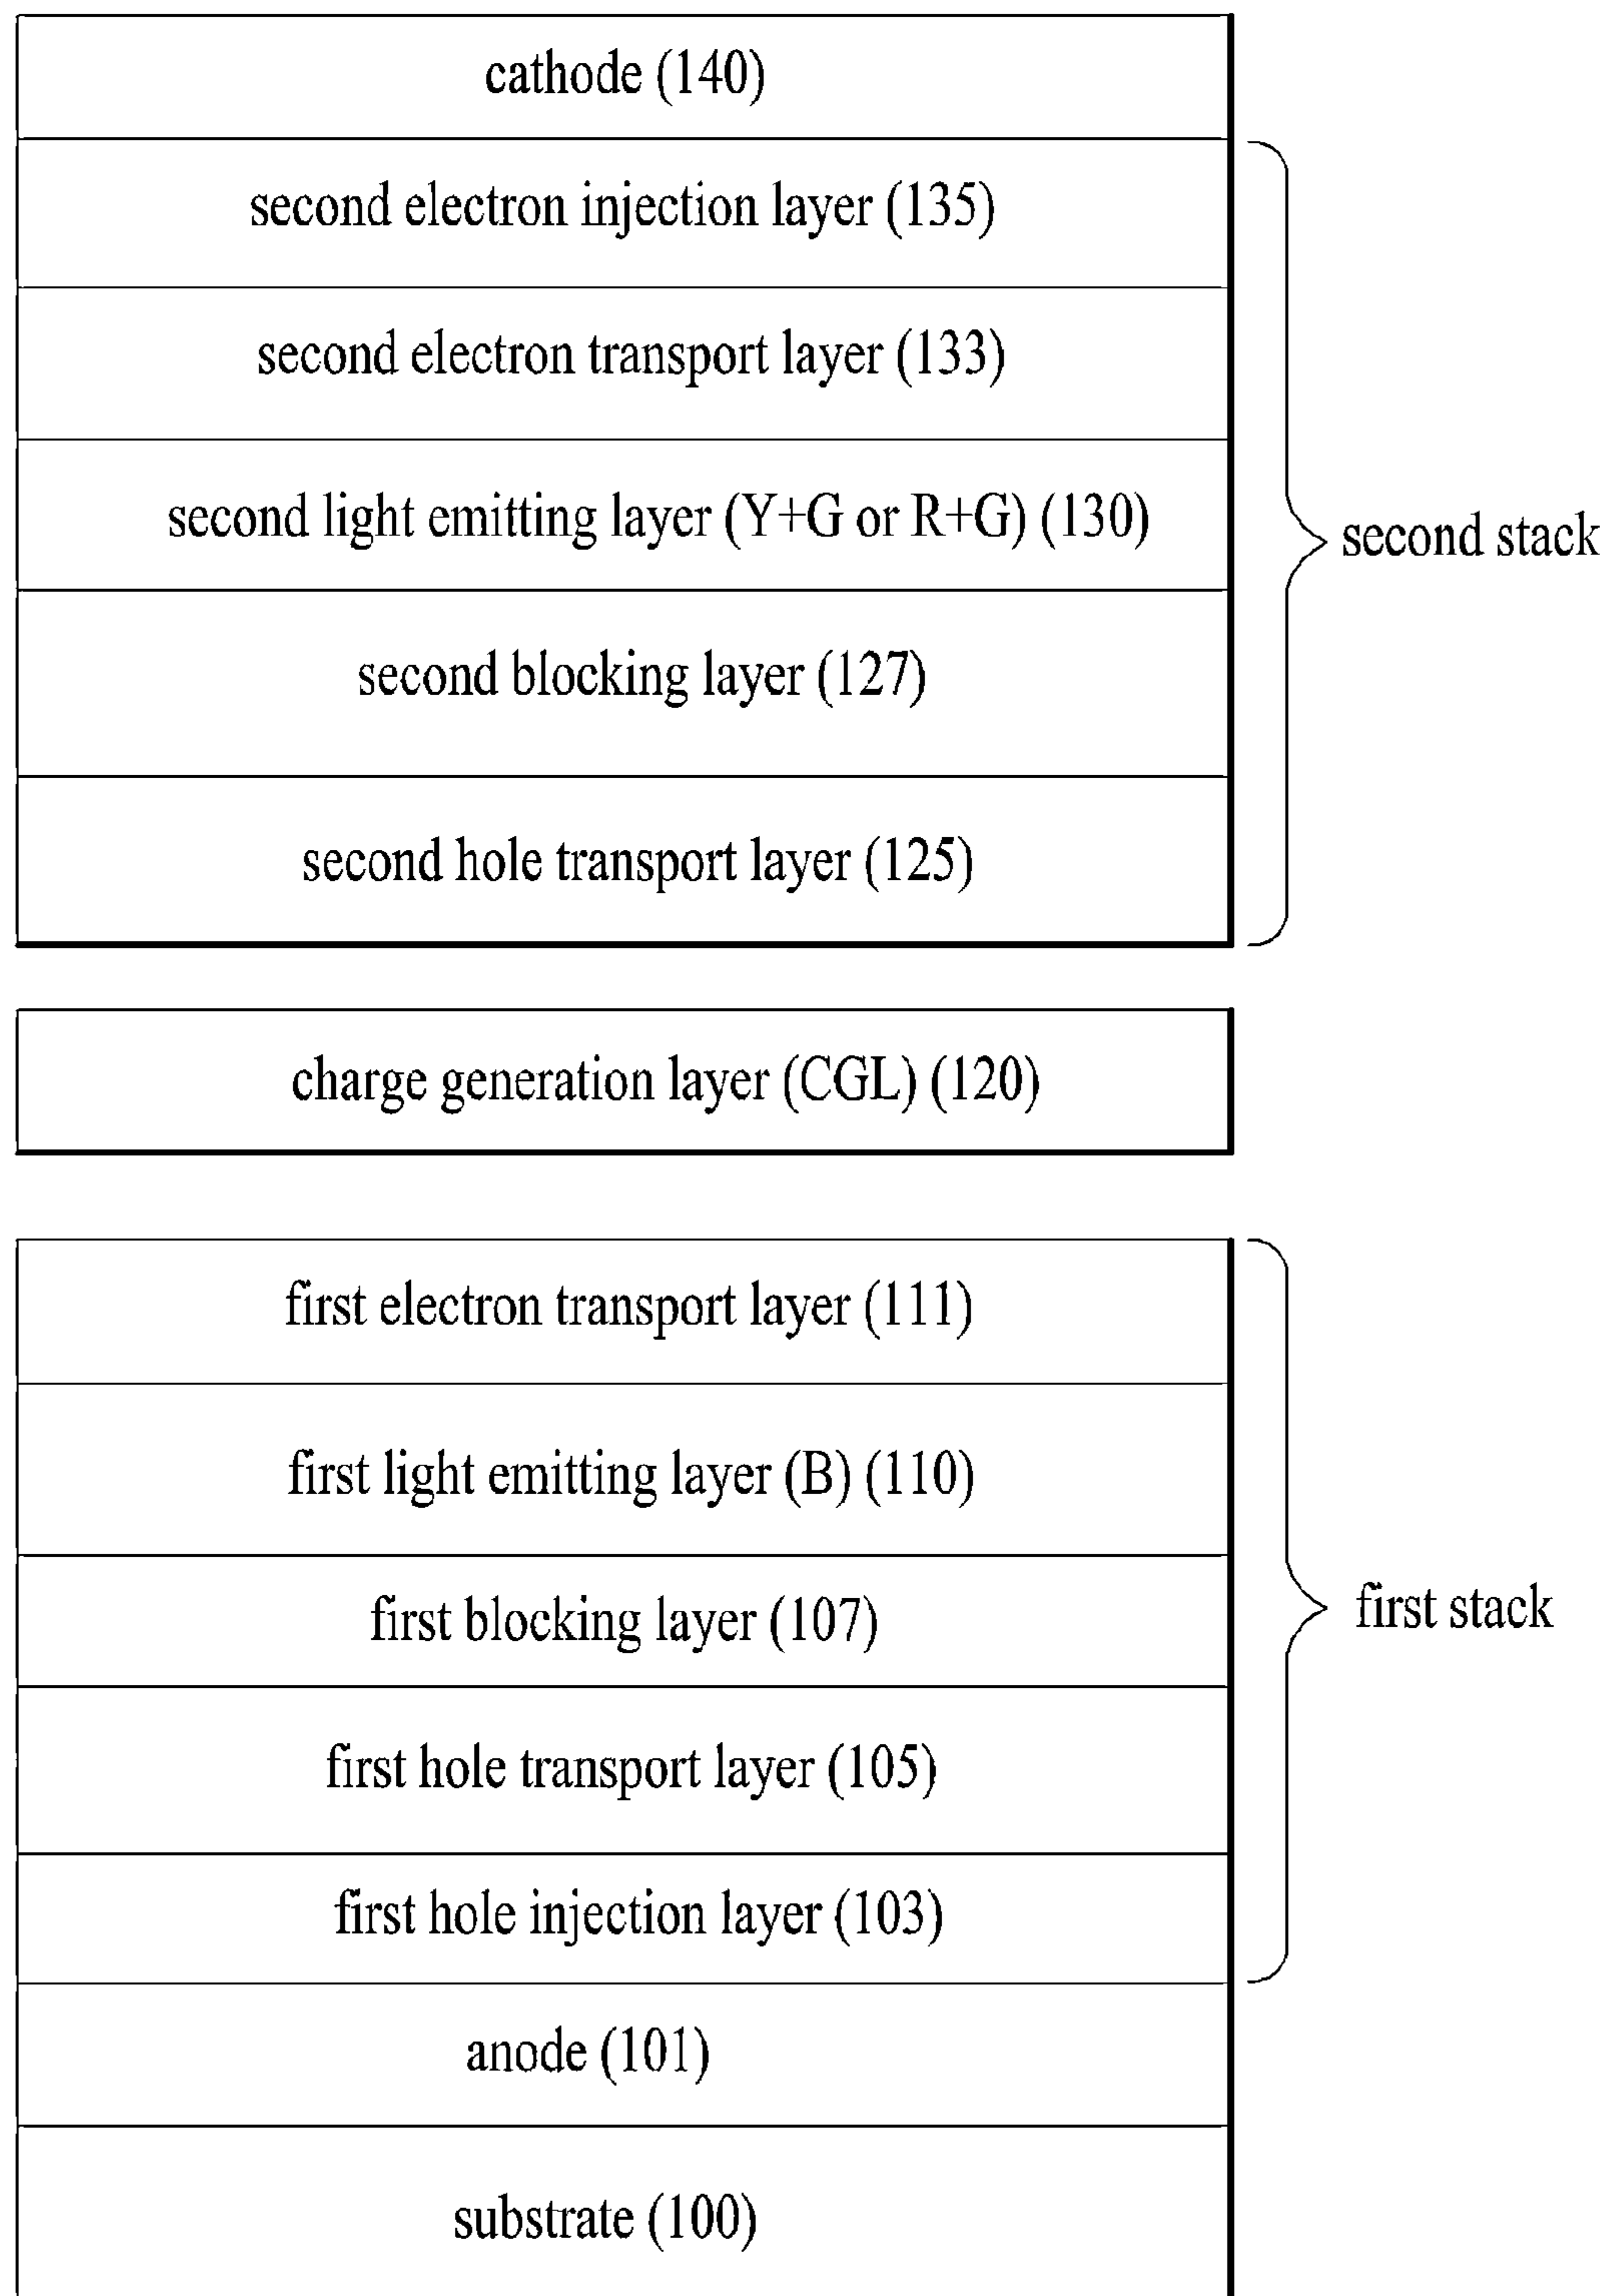 cathode (140)
second electron injection layer (135)
second electron transport layer (133)
second light emitting layer (Y+G or R+G) (130)
second stack
second blocking layer (127)
second hole transport layer (125)
charge generation layer (CGL) (120)
first electron transport layer (111)
first light emitting layer (B) (110)
first blocking layer (107)
first stack
first hole transport layer (105)
first hole injection layer (103)
anode (101)
substrate (100)